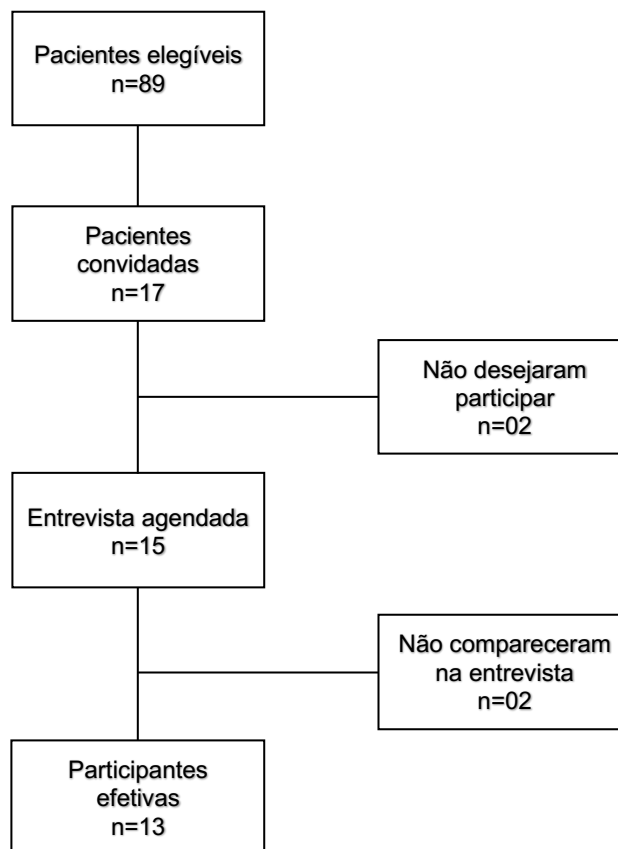 Pacientes elegíveis
n=89
Pacientes
convidadas
n=17
Não desejaram
participar
n=02
Entrevista agendada
n=15
Não compareceram
na entrevista
n=02
Participantes
efetivas
n=13